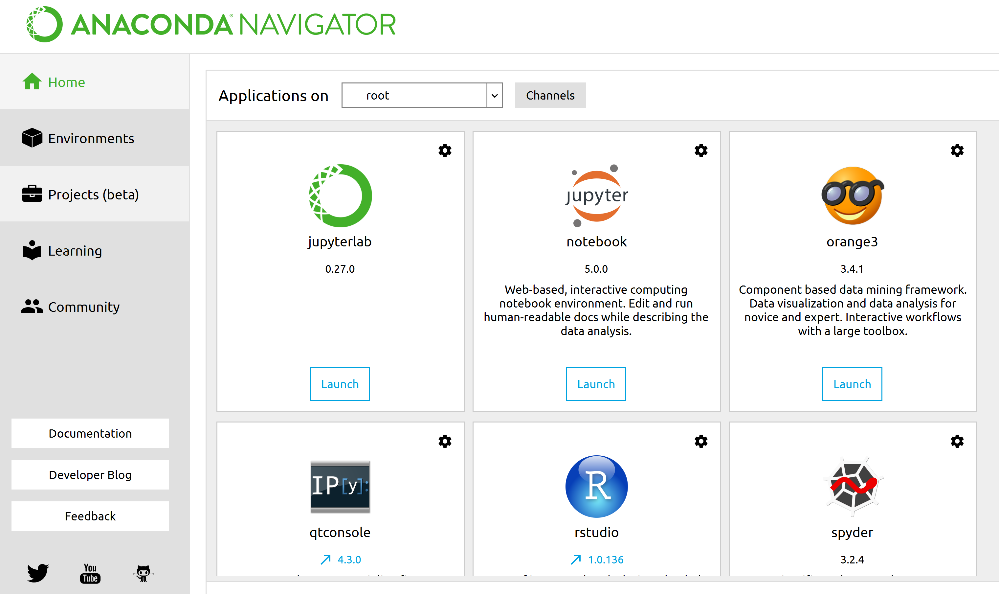 ANACONDA® NAVIGATOR
Home
Environments
Projects (beta)
Learning
Community
Documentation
Developer Blog
Feedback
You
Tube
Applications on root Channels
jupyterlab
0.27.0
Launch
jupyter
notebook
5.0.0
Web-based, interactive computing
notebook environment. Edit and run
human-readable docs while describing the
data analysis.
Launch
orange3
3.4.1
Component based data mining framework.
Data visualization and data analysis for
novice and expert. Interactive workflows
with a large toolbox.
Launch
IP[y]:
qtconsole
4.3.0
R
rstudio
1.0.136
spyder
3.2.4